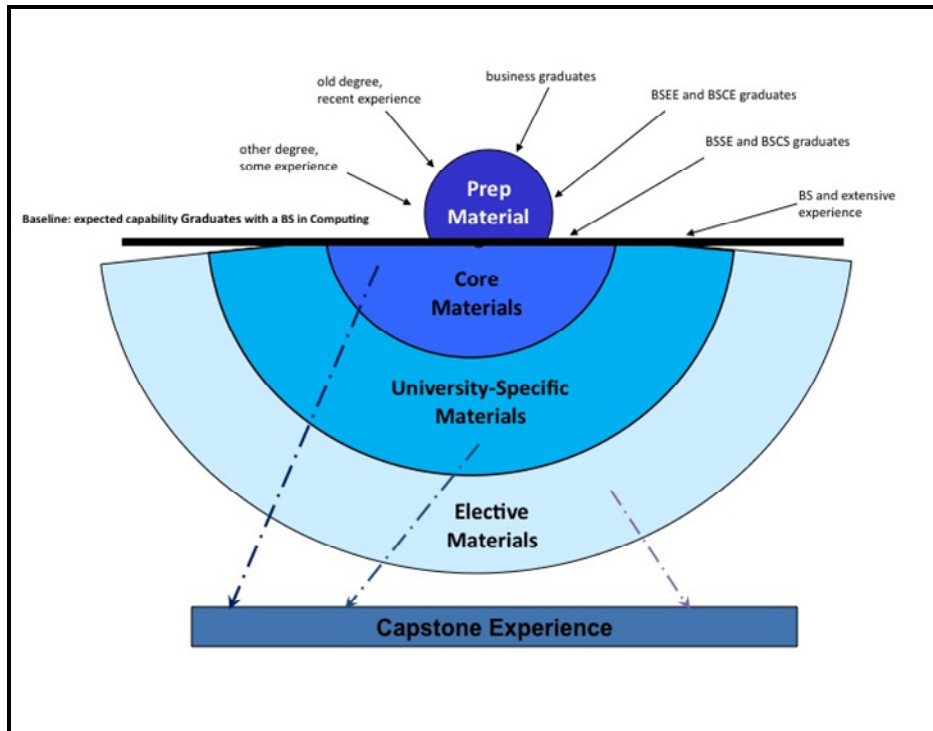 business graduates
old degree,
recent experience
BSEE and BSCE graduates
BSSE and BSCS graduates
other degree,
some experience
Prep
Material
BS and extensive
experience
Baseline: expected capability Graduates with a BS in Computing
Core
Materials
University-Specific
Materials
Elective
Materials
Capstone Experience